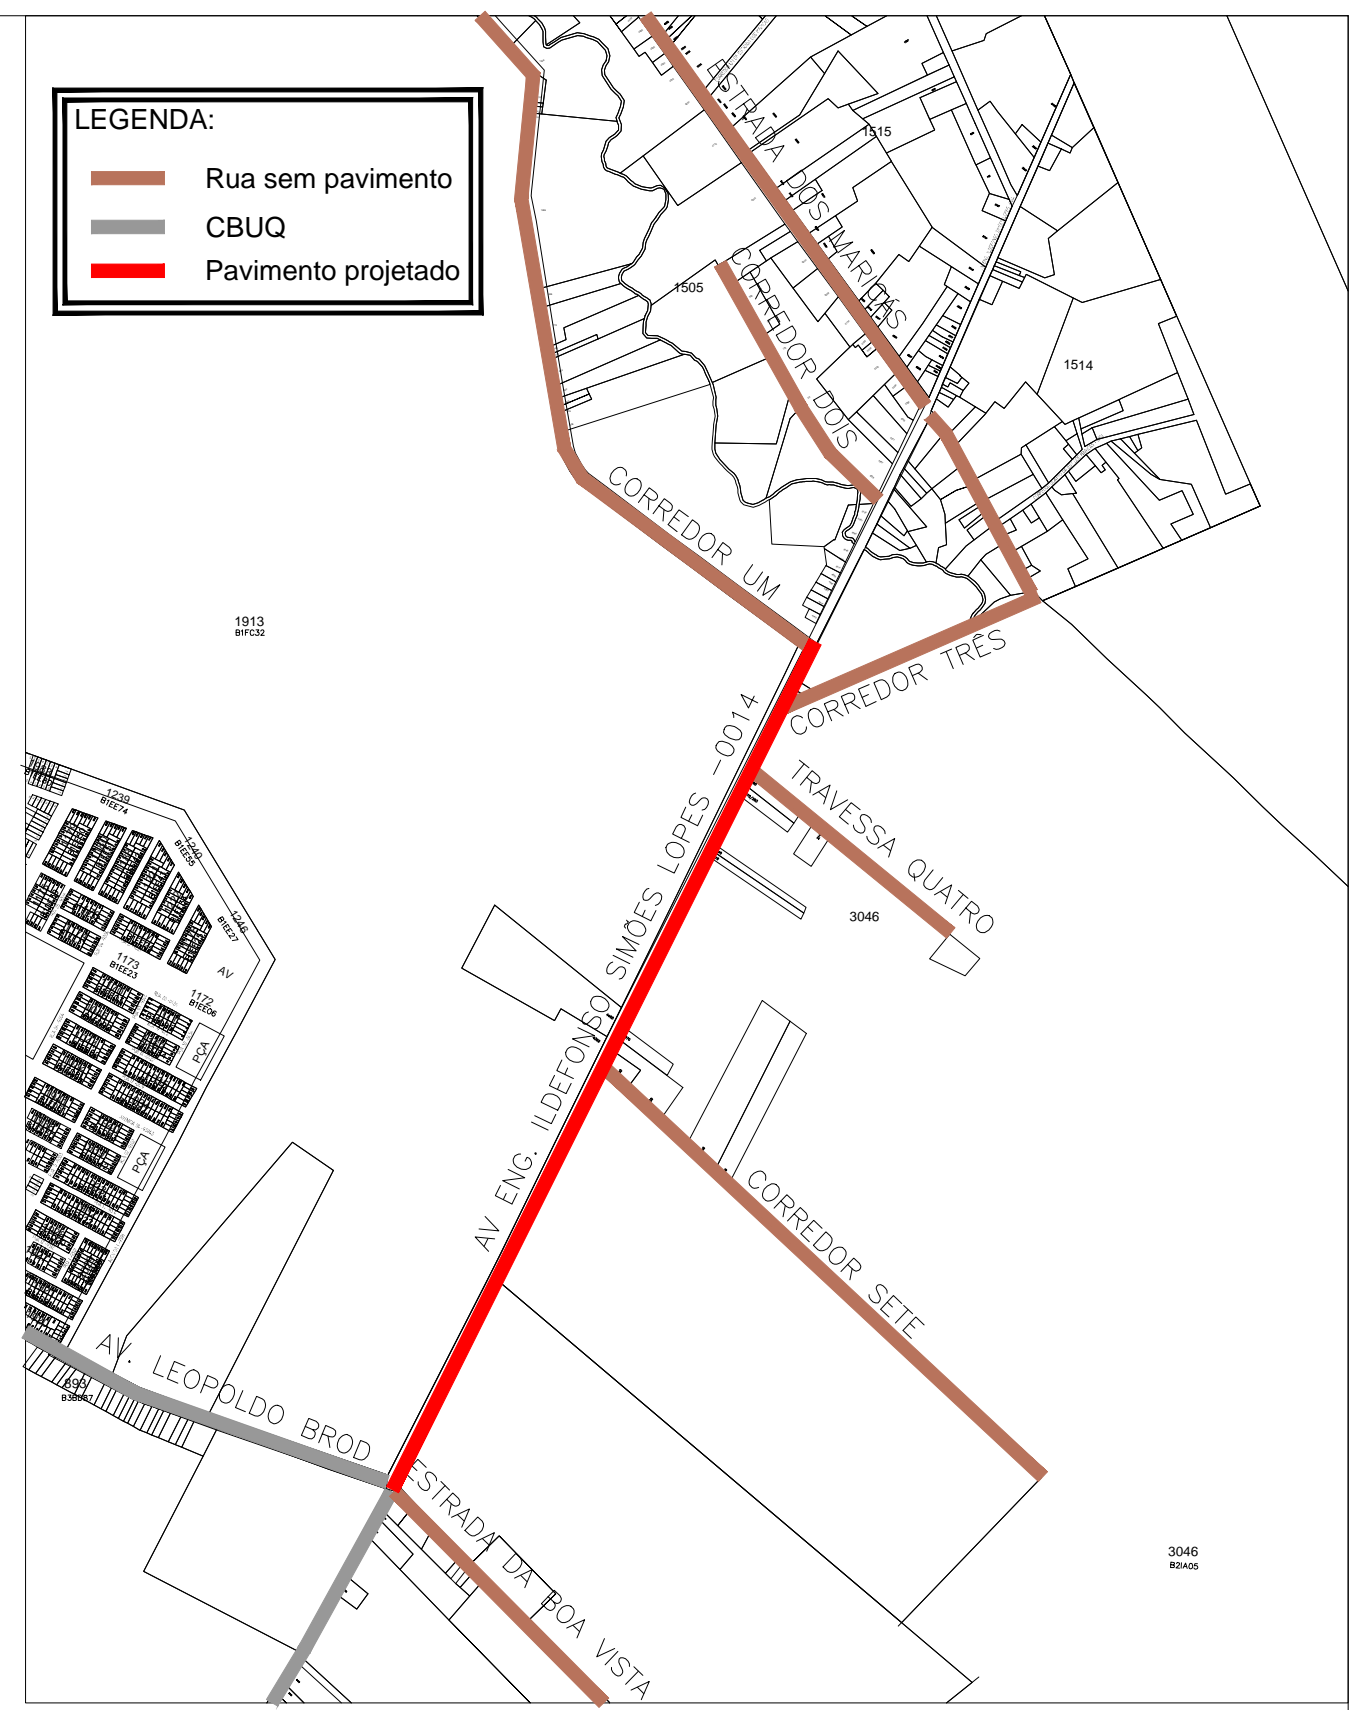 LEGENDA:
Rua sem pavimento
CBUQ
Pavimento projetado
ESTRADA DOS MARICÁS
1515
CORREDOR DOIS
1505
1514
CORREDOR UM
1913
B1FC32
CORREDOR TRÊS
AV ENG. ILDEFONSO SIMÕES LOPES -0014
TRAVESSA QUATRO
1239
B1EE74
1240
B1EE55
1246
B1EE27
3046
1173
B1EE23
AV
1172
B1EE06
PÇA
PÇA
CORREDOR SETE
AV. LEOPOLDO BROD
893
ESTRADA DA BOA VISTA
3046
B2IA05